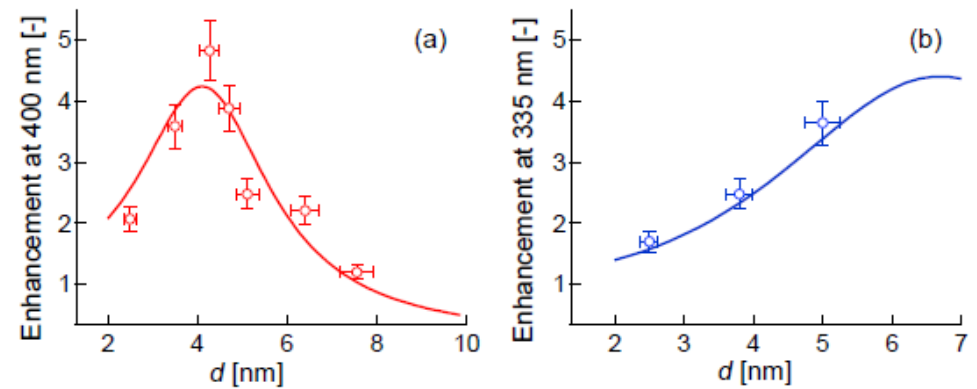 Enhancement at 400 nm [-]
5
4
3
2
1
(a)
2 4 6 8 10
d [nm]
Enhancement at 335 nm [-]
5
4
3
2
1
(b)
2 3 4 5 6 7
d [nm]